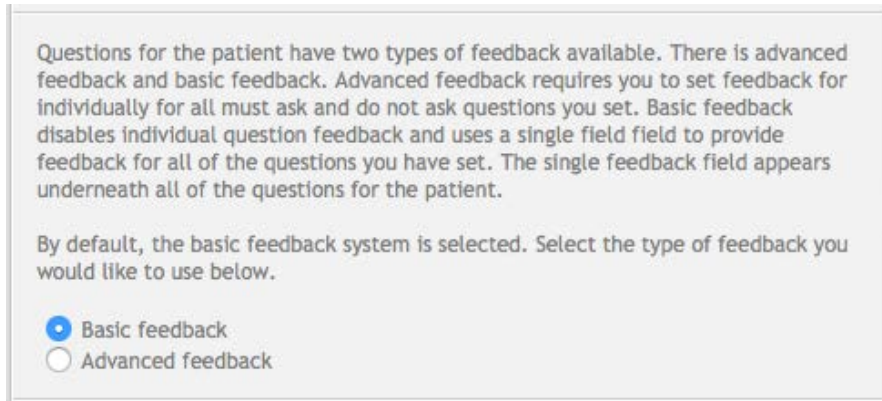 Questions for the patient have two types of feedback available. There is advanced
feedback and basic feedback. Advanced feedback requires you to set feedback for
individually for all must ask and do not ask questions you set. Basic feedback
disables individual question feedback and uses a single field field to provide
feedback for all of the questions you have set. The single feedback field appears
underneath all of the questions for the patient.
By default, the basic feedback system is selected. Select the type of feedback you
would like to use below.
Basic feedback
Advanced feedback